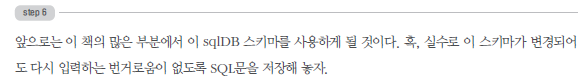 step 6
앞으로는 이 책의 많은 부분에서 이 sqlDB 스키마를 사용하게 될 것이다. 혹, 실수로 이 스키마가 변경되어
도 다시 입력하는 번거로움이 없도록 SQL문을 저장해 놓자.